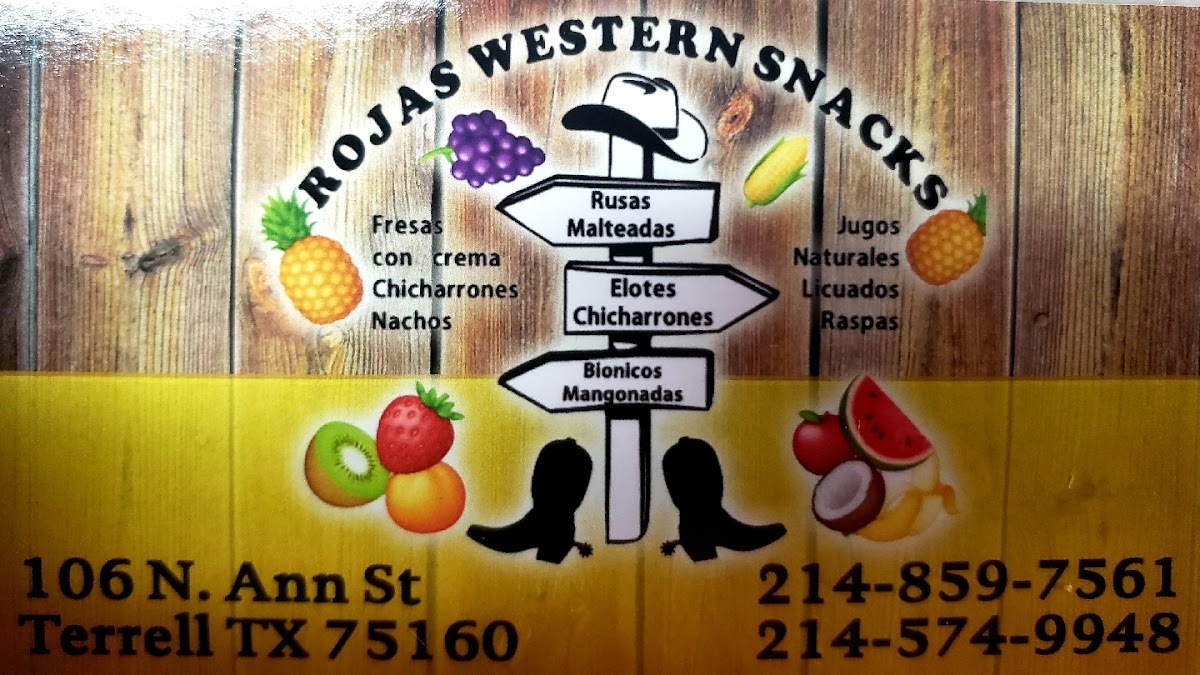 ROJAS WESTERN SNACKS
Fresas
con crema
Chicharrones
Nachos
Rusas
Malteadas
Elotes
Chicharrones
Bionicos
Mangonadas
Jugos
Naturales
Licuados
Raspas
106 N. Ann St
Terrell TX 75160
214-859-7561
214-574-9948